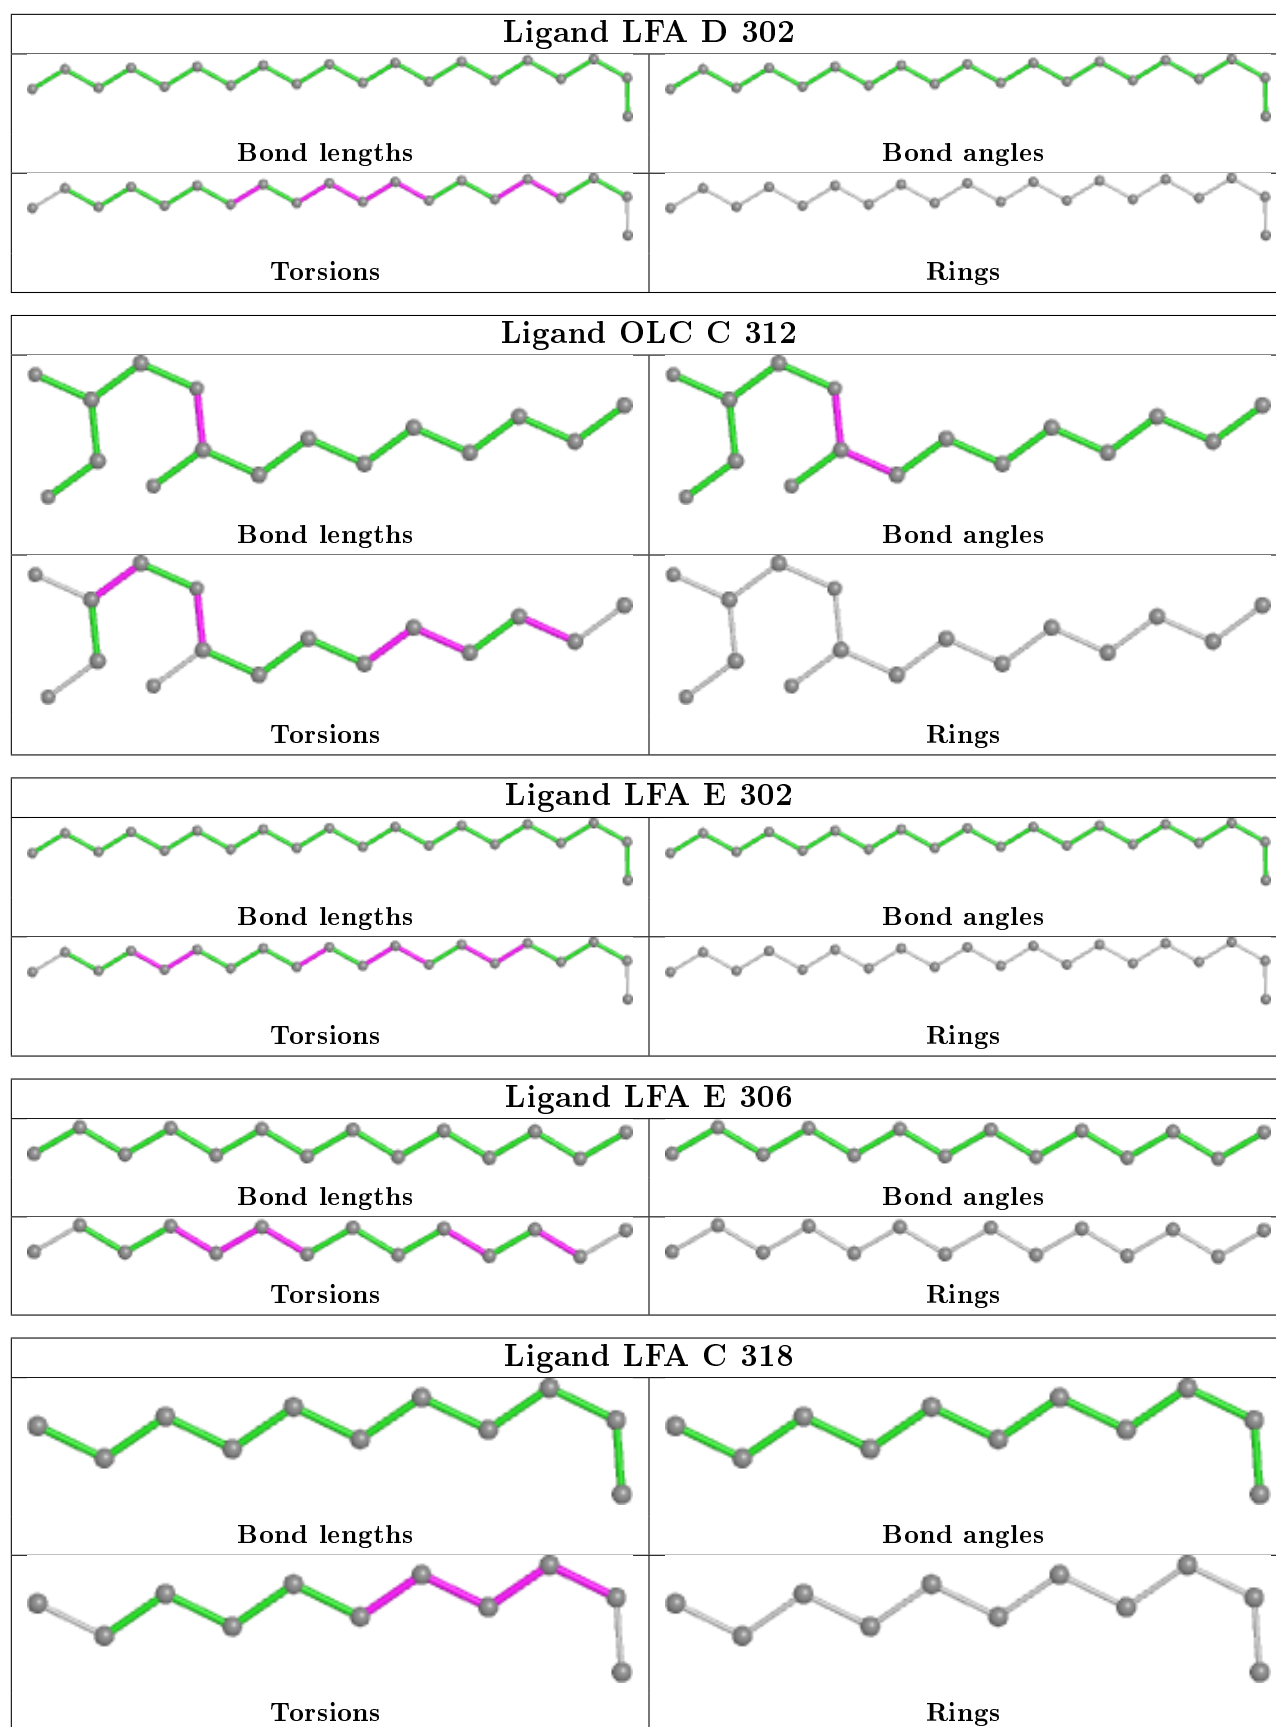 Ligand LFA D 302
Bond lengths
Bond angles
Torsions
Rings
Ligand OLC C 312
Bond lengths
Bond angles
Torsions
Rings
Ligand LFA E 302
Bond lengths
Bond angles
Torsions
Rings
Ligand LFA E 306
Bond lengths
Bond angles
Torsions
Rings
Ligand LFA C 318
Bond lengths
Bond angles
Torsions
Rings